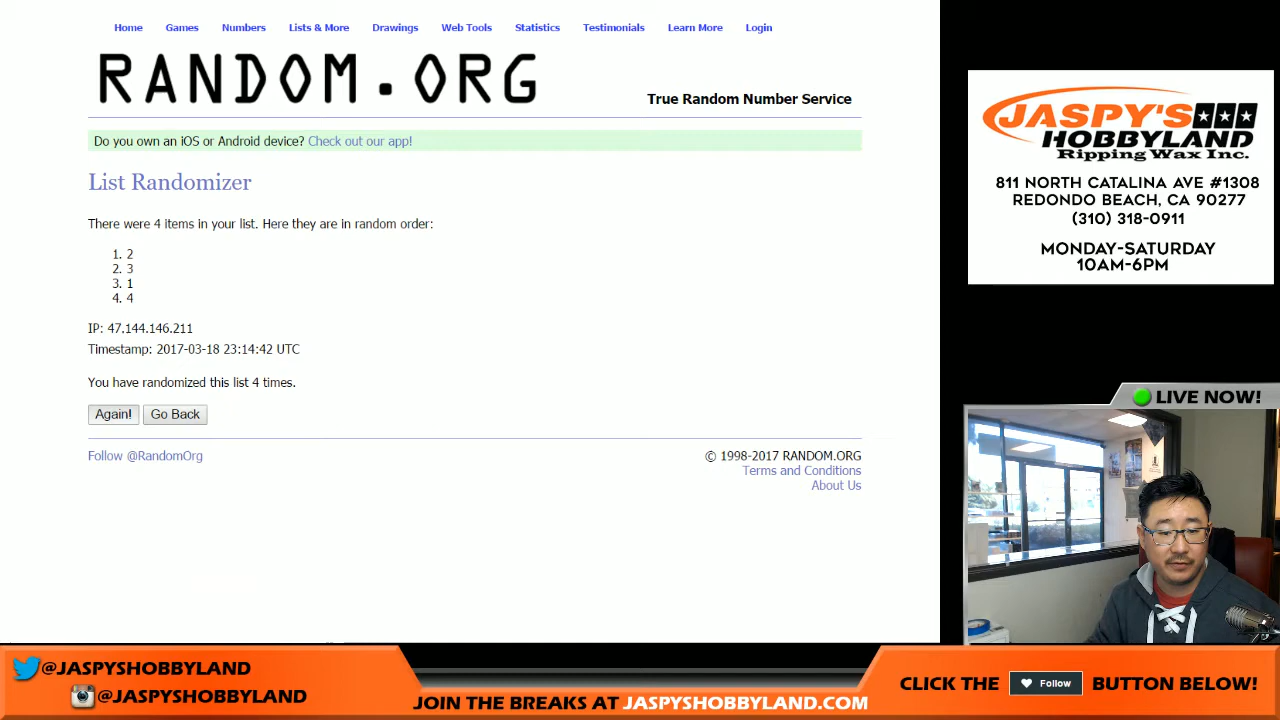 Home Games Numbers Lists & More Drawings Web Tools Statistics Testimonials Learn More Login
RANDOM.ORG
True Random Number Service
Do you own an iOS or Android device? Check out our app!
List Randomizer
There were 4 items in your list. Here they are in random order:
1. 2
2. 3
3. 1
4. 4
IP: 47.144.146.211
Timestamp: 2017-03-18 23:14:42 UTC
You have randomized this list 4 times.
Again! Go Back
Follow @RandomOrg
© 1998-2017 RANDOM.ORG
Terms and Conditions
About Us
JASPY'S
HOBBYLAND
Ripping Wax Inc.
811 NORTH CATALINA AVE #1308
REDONDO BEACH, CA 90277
(310) 318-0911
MONDAY-SATURDAY
10AM-6PM
LIVE NOW!
@JASPYSHOBBYLAND
@JASPYSHOBBYLAND
JOIN THE BREAKS AT JASPYSHOBBYLAND.COM
CLICK THE Follow BUTTON BELOW!